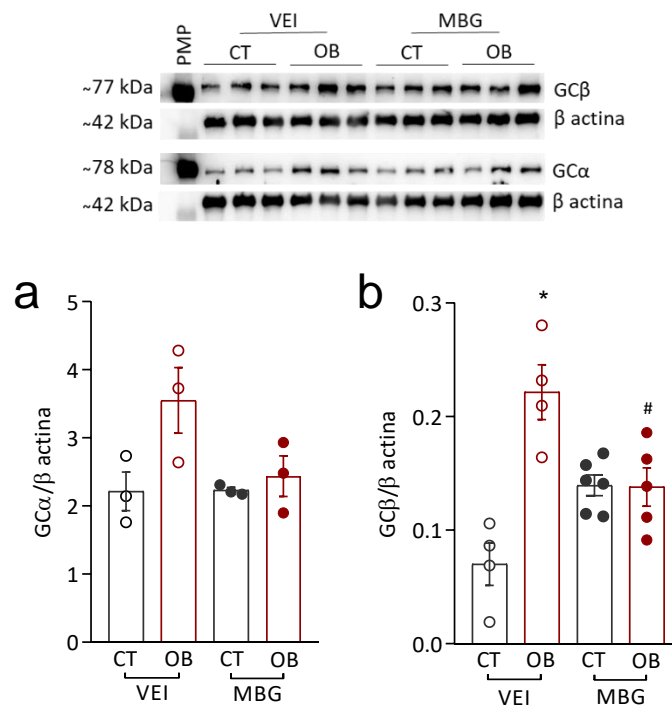 VEI MBG
PMP CT OB CT OB
~77 kDa GCβ
~42 kDa β actina
~78 kDa GCα
~42 kDa β actina
a
GCα/β actina
5
4
3
2
1
0
CT OB CT OB
VEI MBG
b
GCβ/β actina
0.3
0.2
0.1
0.0
*
#
CT OB CT OB
VEI MBG